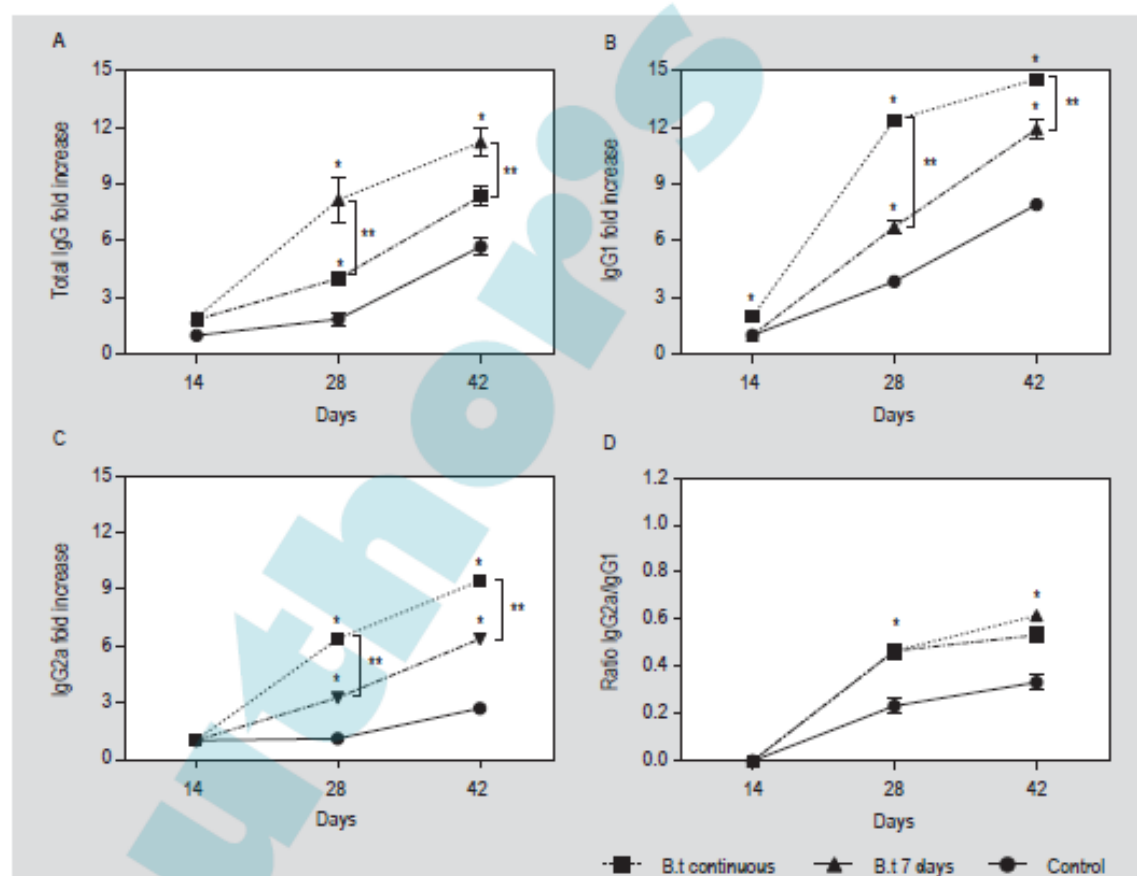 A
15
12
9
6
3
0
Total IgG fold increase
* * * *
** **
14 28 42
Days
B
15
12
9
6
3
0
IgG1 fold increase
* * * * *
** **
14 28 42
Days
C
15
12
9
6
3
0
IgG2a fold increase
* * * *
** **
14 28 42
Days
D
1.2
1.0
0.8
0.6
0.4
0.2
0.0
Ratio IgG2a/IgG1
* *
14 28 42
Days
B.t continuous B.t 7 days Control
uthor's